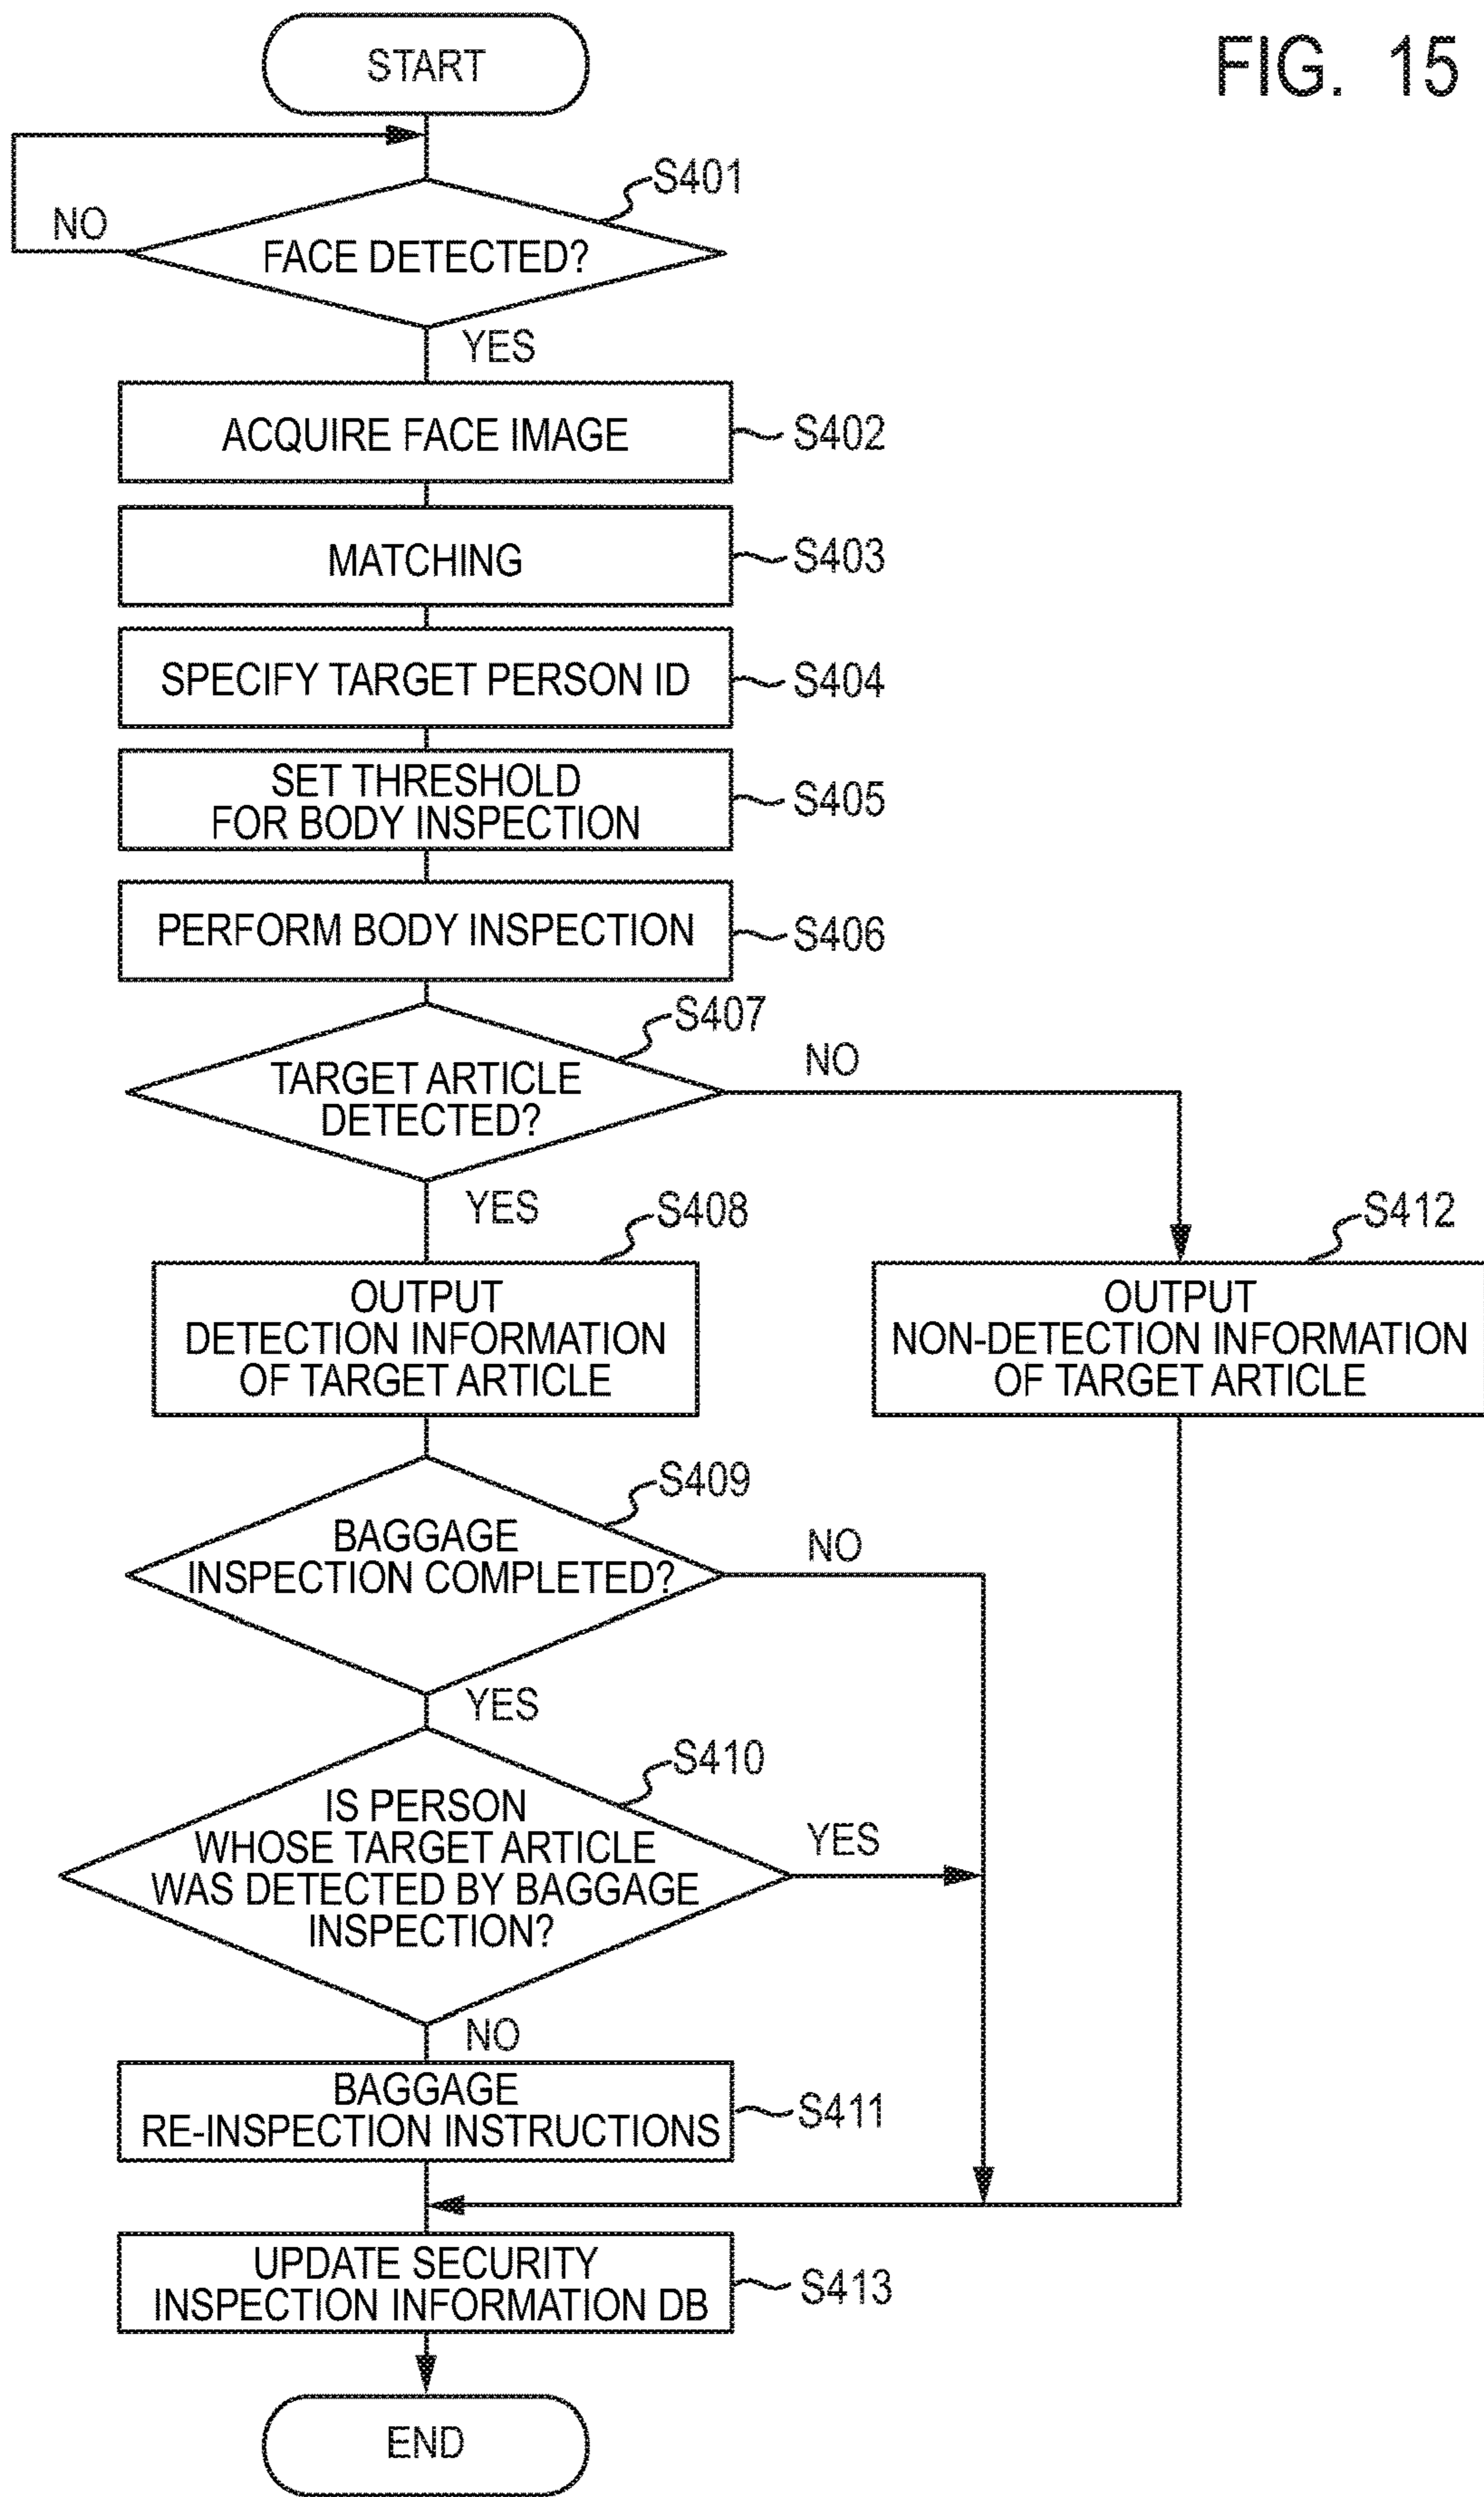 FIG. 15
START
S401
NO
FACE DETECTED?
YES
ACQUIRE FACE IMAGE
S402
MATCHING
S403
SPECIFY TARGET PERSON ID
S404
SET THRESHOLD
FOR BODY INSPECTION
S405
PERFORM BODY INSPECTION
S406
S407
NO
TARGET ARTICLE
DETECTED?
YES
S408
S412
OUTPUT
DETECTION INFORMATION
OF TARGET ARTICLE
OUTPUT
NON-DETECTION INFORMATION
OF TARGET ARTICLE
S409
NO
BAGGAGE
INSPECTION COMPLETED?
YES
S410
IS PERSON
WHOSE TARGET ARTICLE
WAS DETECTED BY BAGGAGE
INSPECTION?
YES
NO
BAGGAGE
RE-INSPECTION INSTRUCTIONS
S411
UPDATE SECURITY
INSPECTION INFORMATION DB
S413
END